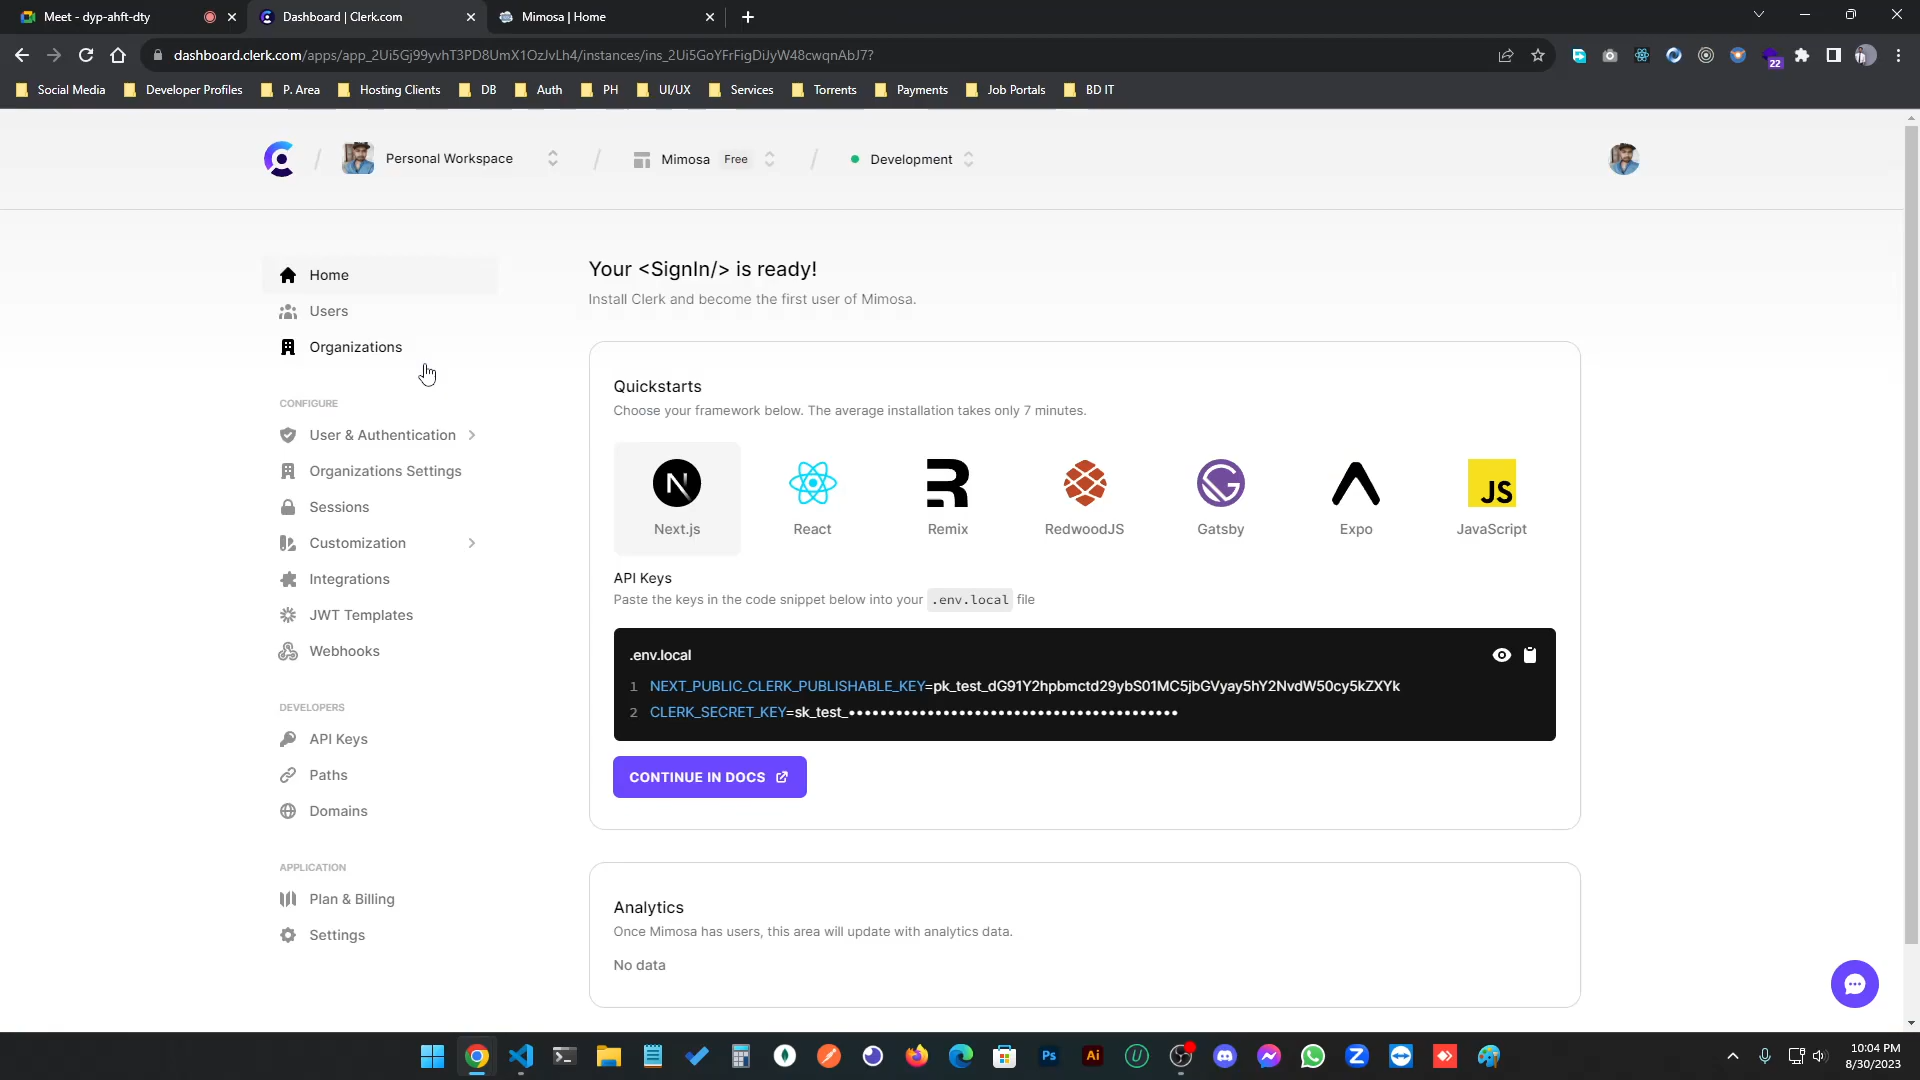 Meet - dyp-ahft-dty
Dashboard | Clerk.com
Mimosa | Home
dashboard.clerk.com/apps/app_2Ui5Gj99yvhT3PD8UmX1OzJvLh4/instances/ins_2Ui5GoYFrFigDiJyW48cwqnAbJ7?
22
Social Media
Developer Profiles
P. Area
Hosting Clients
DB
Auth
PH
UI/UX
Services
Torrents
Payments
Job Portals
BD IT
Personal Workspace
Mimosa Free
Development
Home
Users
Organizations
CONFIGURE
User & Authentication
Organizations Settings
Sessions
Customization
Integrations
JWT Templates
Webhooks
DEVELOPERS
API Keys
Paths
Domains
APPLICATION
Plan & Billing
Settings
Your <SignIn/> is ready!
Install Clerk and become the first user of Mimosa.
Quickstarts
Choose your framework below. The average installation takes only 7 minutes.
Next.js
React
Remix
RedwoodJS
Gatsby
Expo
JS
JavaScript
API Keys
Paste the keys in the code snippet below into your .env.local file
.env.local
1 NEXT_PUBLIC_CLERK_PUBLISHABLE_KEY=pk_test_dG91Y2hpbmctd29ybS01MC5jbGVyay5hY2NvdW50cy5kZXYk
2 CLERK_SECRET_KEY=sk_test_••••••••••••••••••••••••••••••••••••••••••
CONTINUE IN DOCS
Analytics
Once Mimosa has users, this area will update with analytics data.
No data
Ps
Ai
10:04 PM
8/30/2023